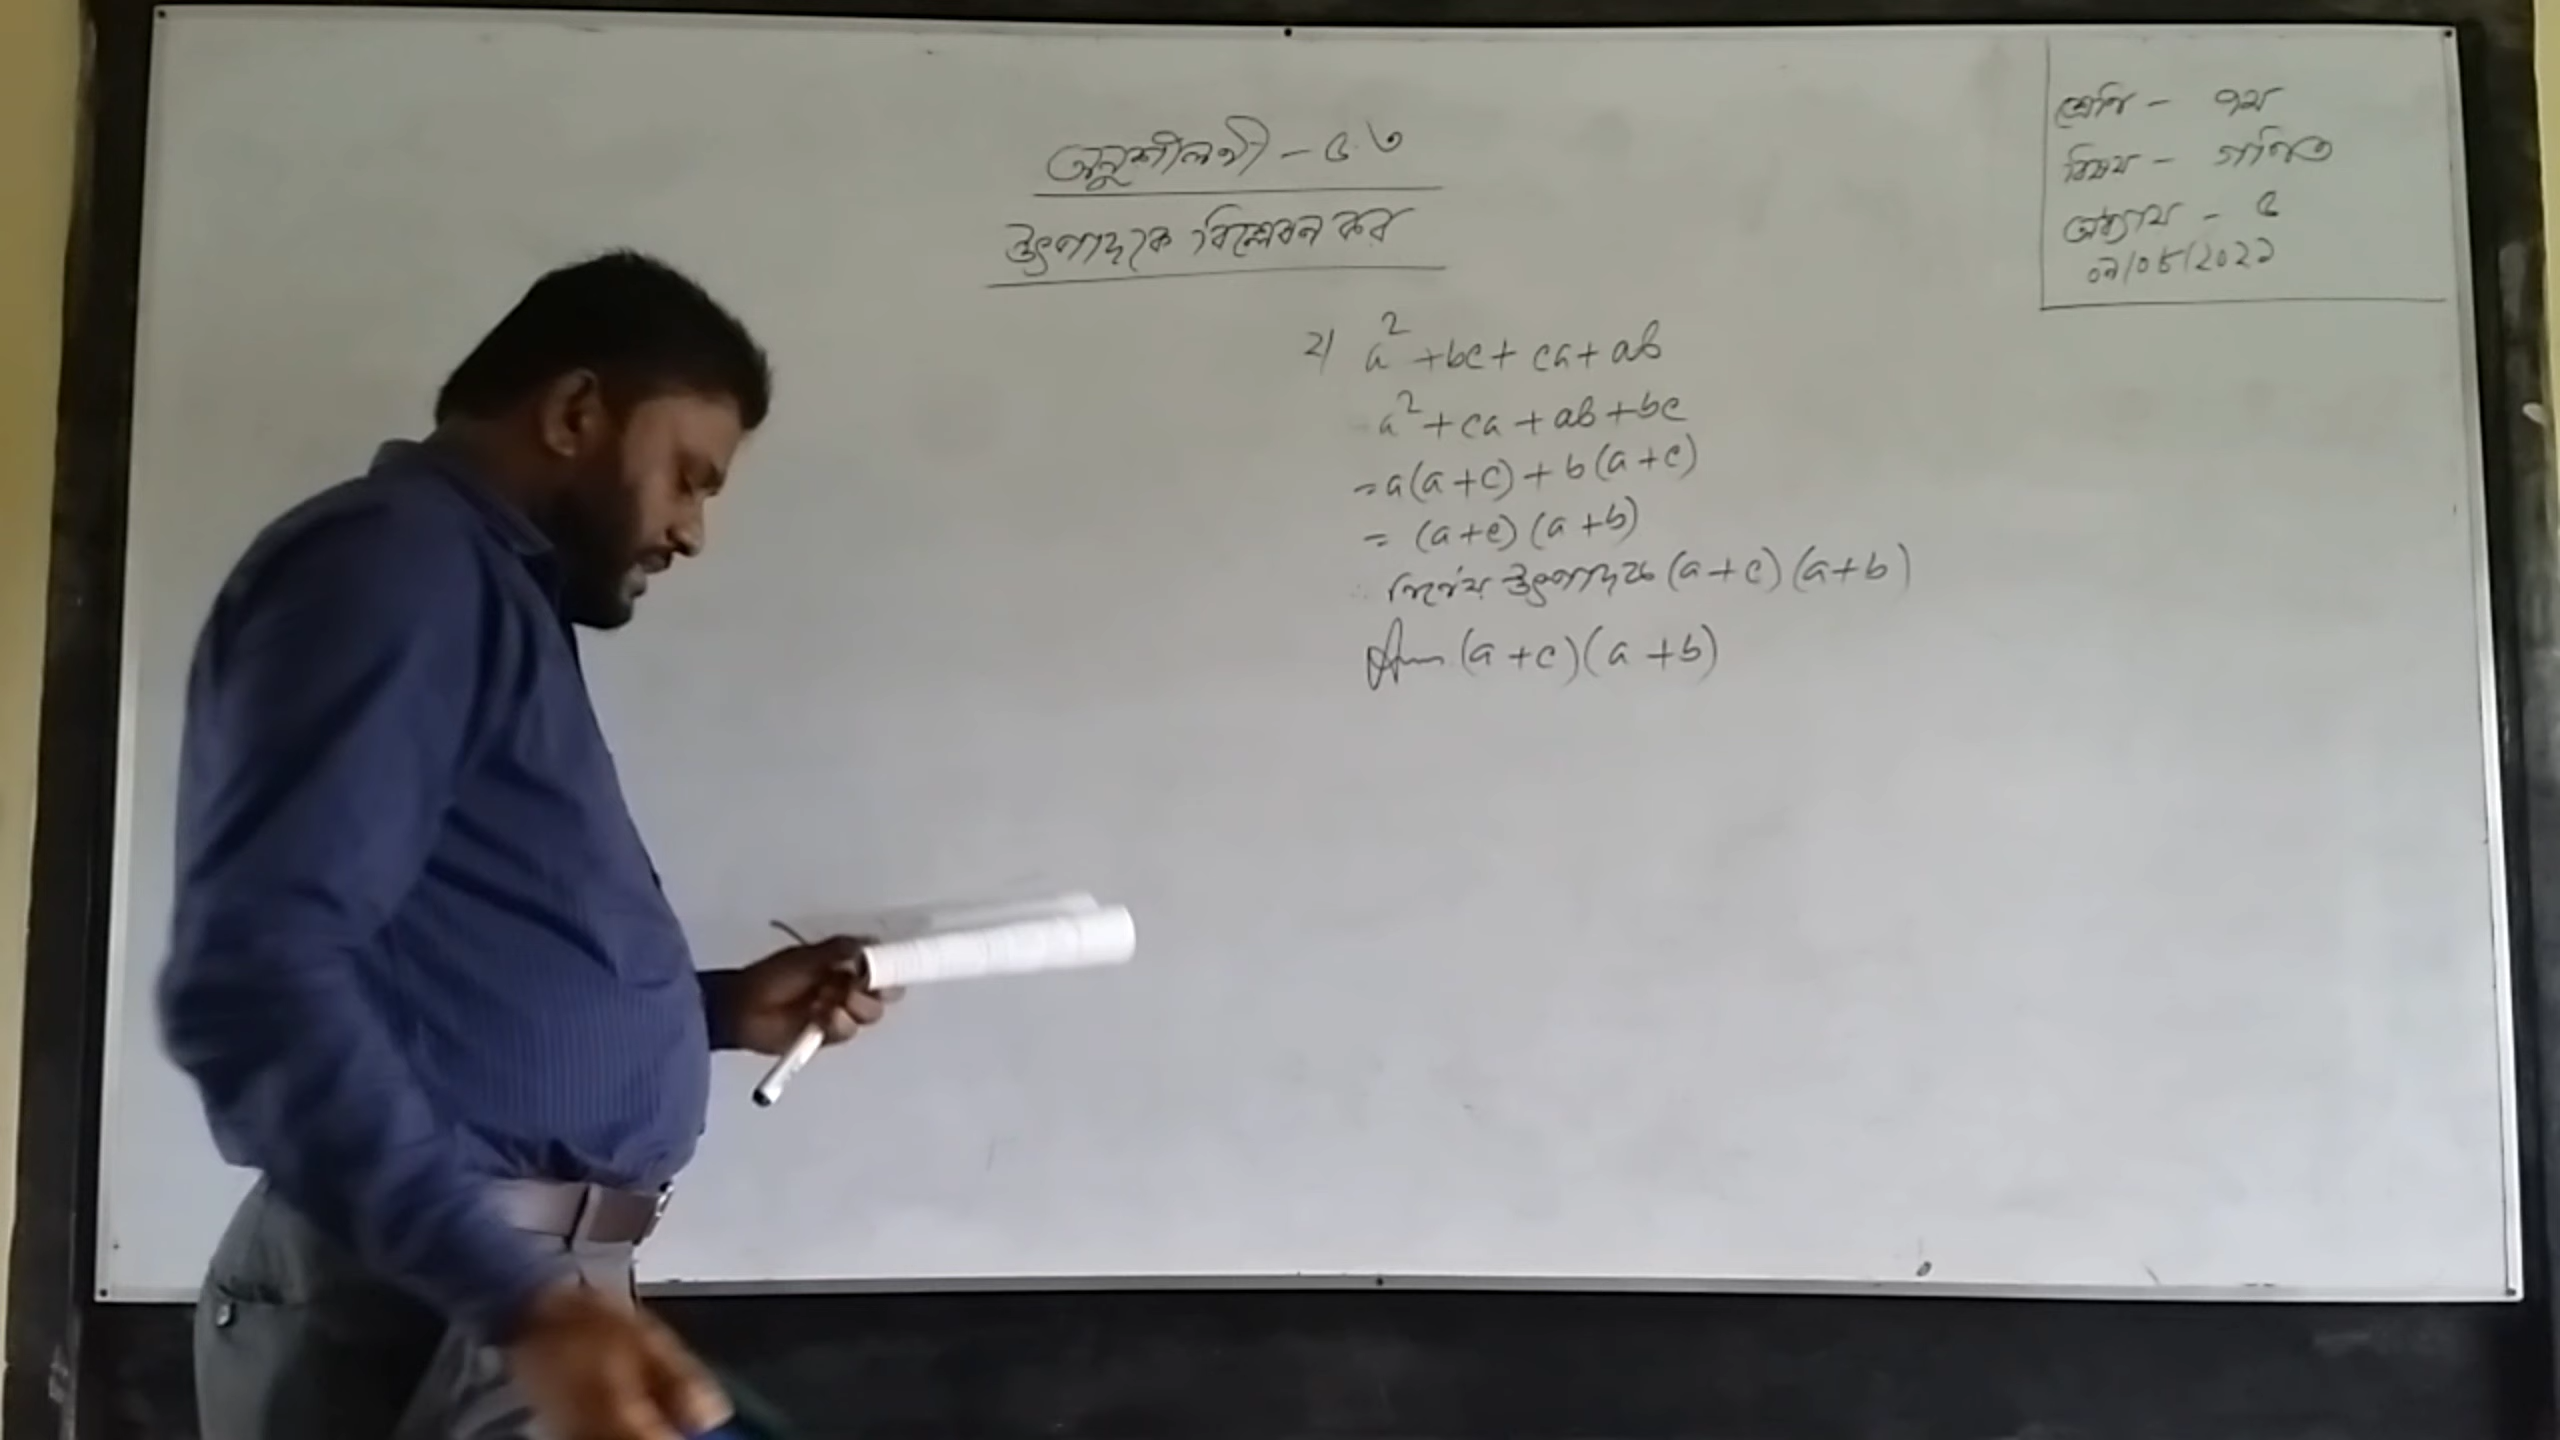 অনুশীলনী - ৫.৩
উৎপাদকে বিশ্লেষন কর
শ্রেণি - ৭ম
বিষয় - গণিত
অধ্যায় - ৫
২/ a² + bc + ca + ab
a² + ca + ab + bc
= a(a+c) + b(a+c)
= (a+c)(a+b)
∴ নির্ণেয় উৎপাদক (a+c)(a+b)
Ans (a+c)(a+b)